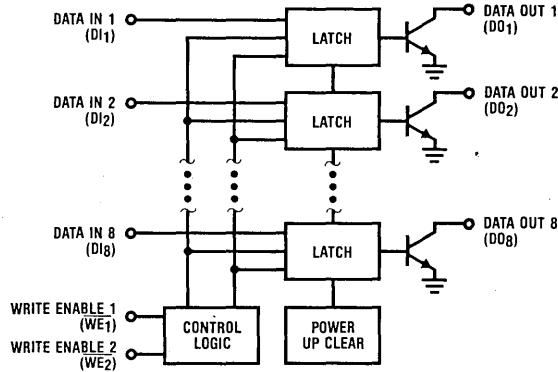 DATA IN 1
(DI1)
LATCH
DATA OUT 1
(DO1)
DATA IN 2
(DI2)
LATCH
DATA OUT 2
(DO2)
DATA IN 8
(DI8)
LATCH
DATA OUT 8
(DO8)
WRITE ENABLE 1
(W̅E̅1)
WRITE ENABLE 2
(W̅E̅2)
CONTROL
LOGIC
POWER
UP CLEAR